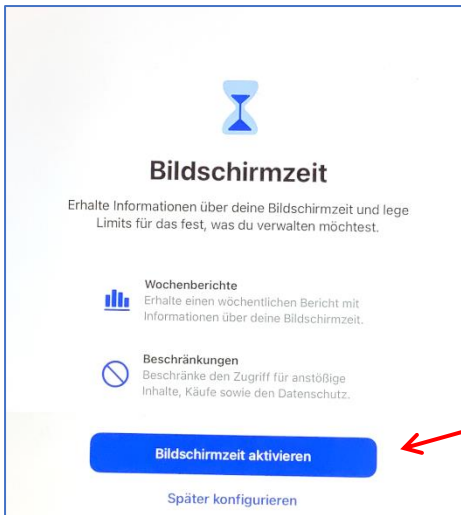 Bildschirmzeit
Erhalte Informationen über deine Bildschirmzeit und lege
Limits für das fest, was du verwalten möchtest.
Wochenberichte
Erhalte einen wöchentlichen Bericht mit
Informationen über deine Bildschirmzeit.
Beschränkungen
Beschränke den Zugriff für anstößige
Inhalte, Käufe sowie den Datenschutz.
Bildschirmzeit aktivieren
Später konfigurieren